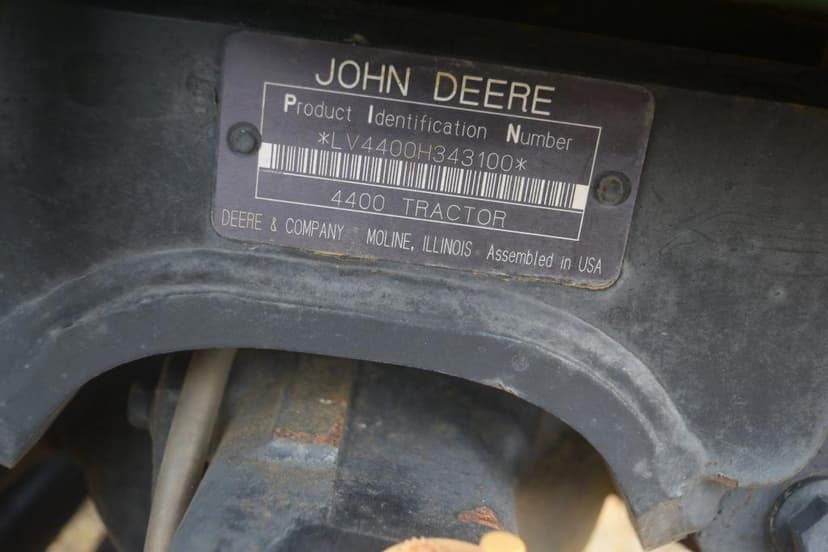 JOHN DEERE
Product Identification Number
*LV4400H343100*
4400 TRACTOR
DEERE & COMPANY MOLINE, ILLINOIS Assembled in USA